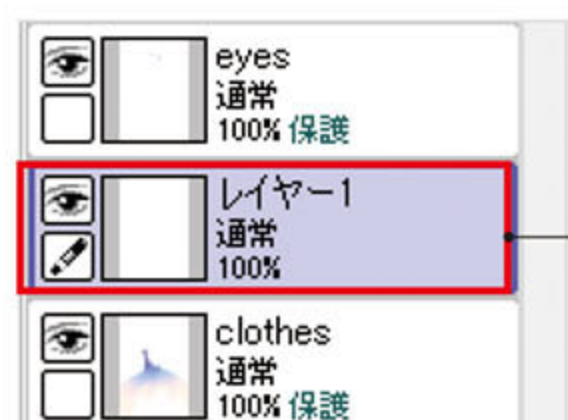 eyes
通常
100% 保護
レイヤー1
通常
100%
clothes
通常
100% 保護